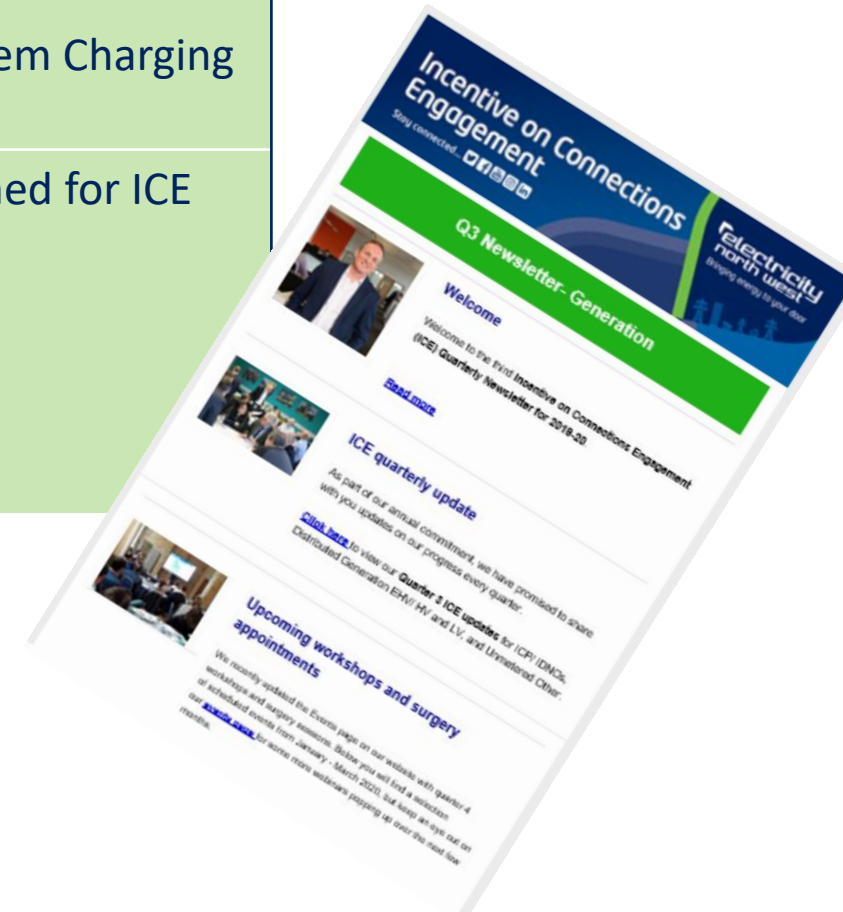 em Charging
ned for ICE
Incentive on Connections
Engagement
Stay connected...
electricity
north west
Bringing energy to your door
Q3 Newsletter- Generation
Welcome
Welcome to the third Incentive on Connections Engagement
(ICE) Quarterly Newsletter for 2019-20.
Read more
ICE quarterly update
As part of our annual commitment, we have promised to share
with you updates on our progress every quarter.
Click here to view our Quarter 3 ICE updates for ICP/ IDNOs,
Distributed Generation EHV/ HV and LV, and Unmetered Other.
Upcoming workshops and surgery
appointments
We recently updated the Events page on our website with quarter 4
workshops and surgery sessions. Below you will find a selection
of scheduled events from January - March 2020, but keep an eye out on
our events page for some more webinars popping up over the next few
months.